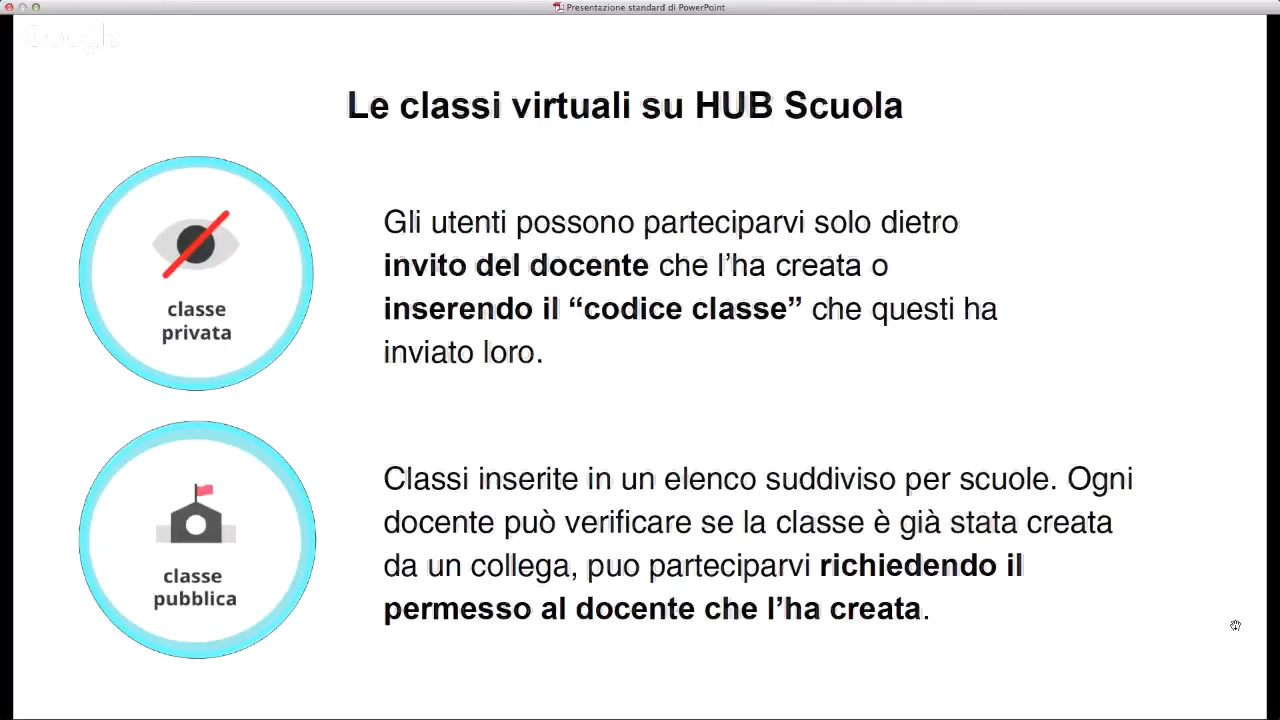 Presentazione standard di PowerPoint
Google
Le classi virtuali su HUB Scuola
classe
privata
Gli utenti possono parteciparvi solo dietro
invito del docente che l’ha creata o
inserendo il “codice classe” che questi ha
inviato loro.
classe
pubblica
Classi inserite in un elenco suddiviso per scuole. Ogni
docente può verificare se la classe è già stata creata
da un collega, puo parteciparvi richiedendo il
permesso al docente che l’ha creata.